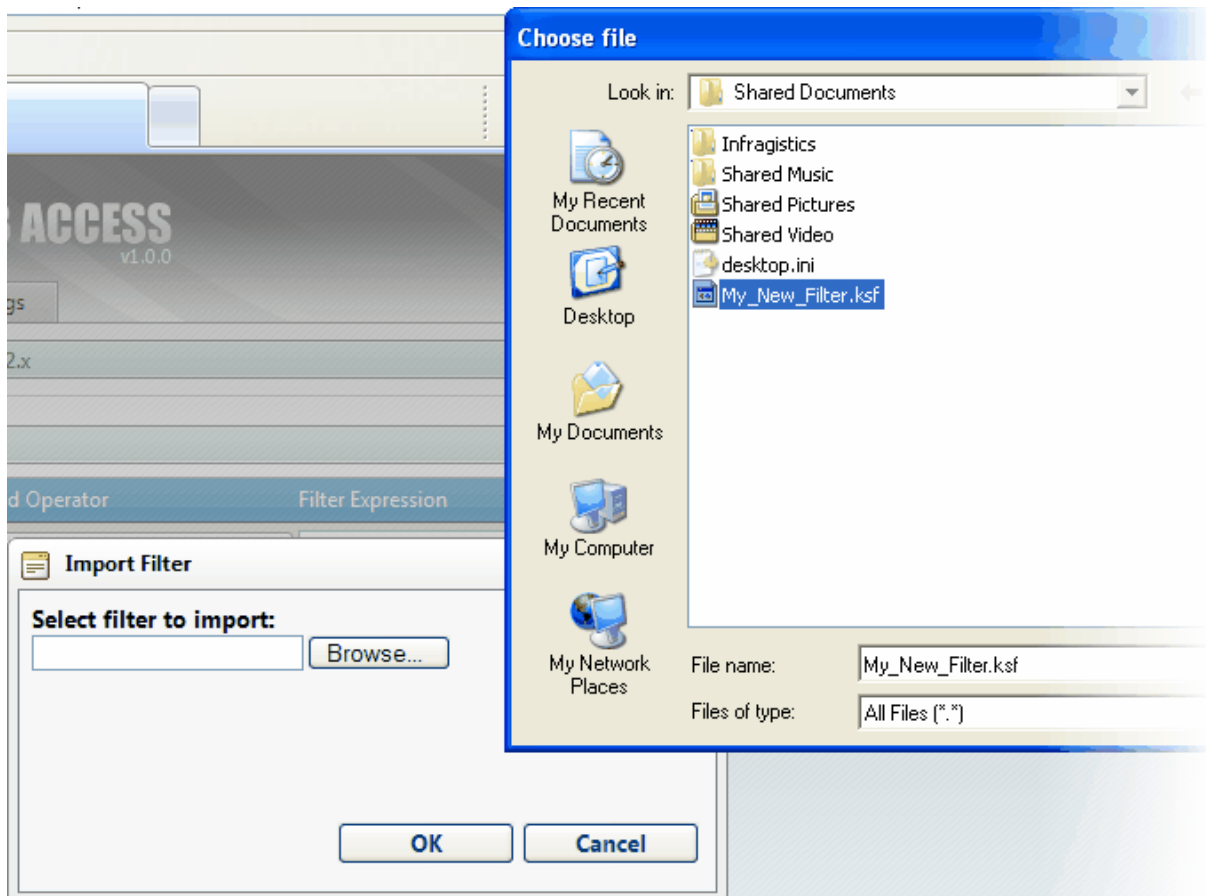 Choose file
Look in: Shared Documents
Infragistics
Shared Music
Shared Pictures
Shared Video
desktop.ini
My_New_Filter.ksf
My Recent
Documents
Desktop
My Documents
My Computer
My Network
Places
File name: My_New_Filter.ksf
Files of type: All Files (*.*)
ACCESS
v1.0.0
gs
2.x
d Operator Filter Expression
Import Filter
Select filter to import:
Browse...
OK Cancel